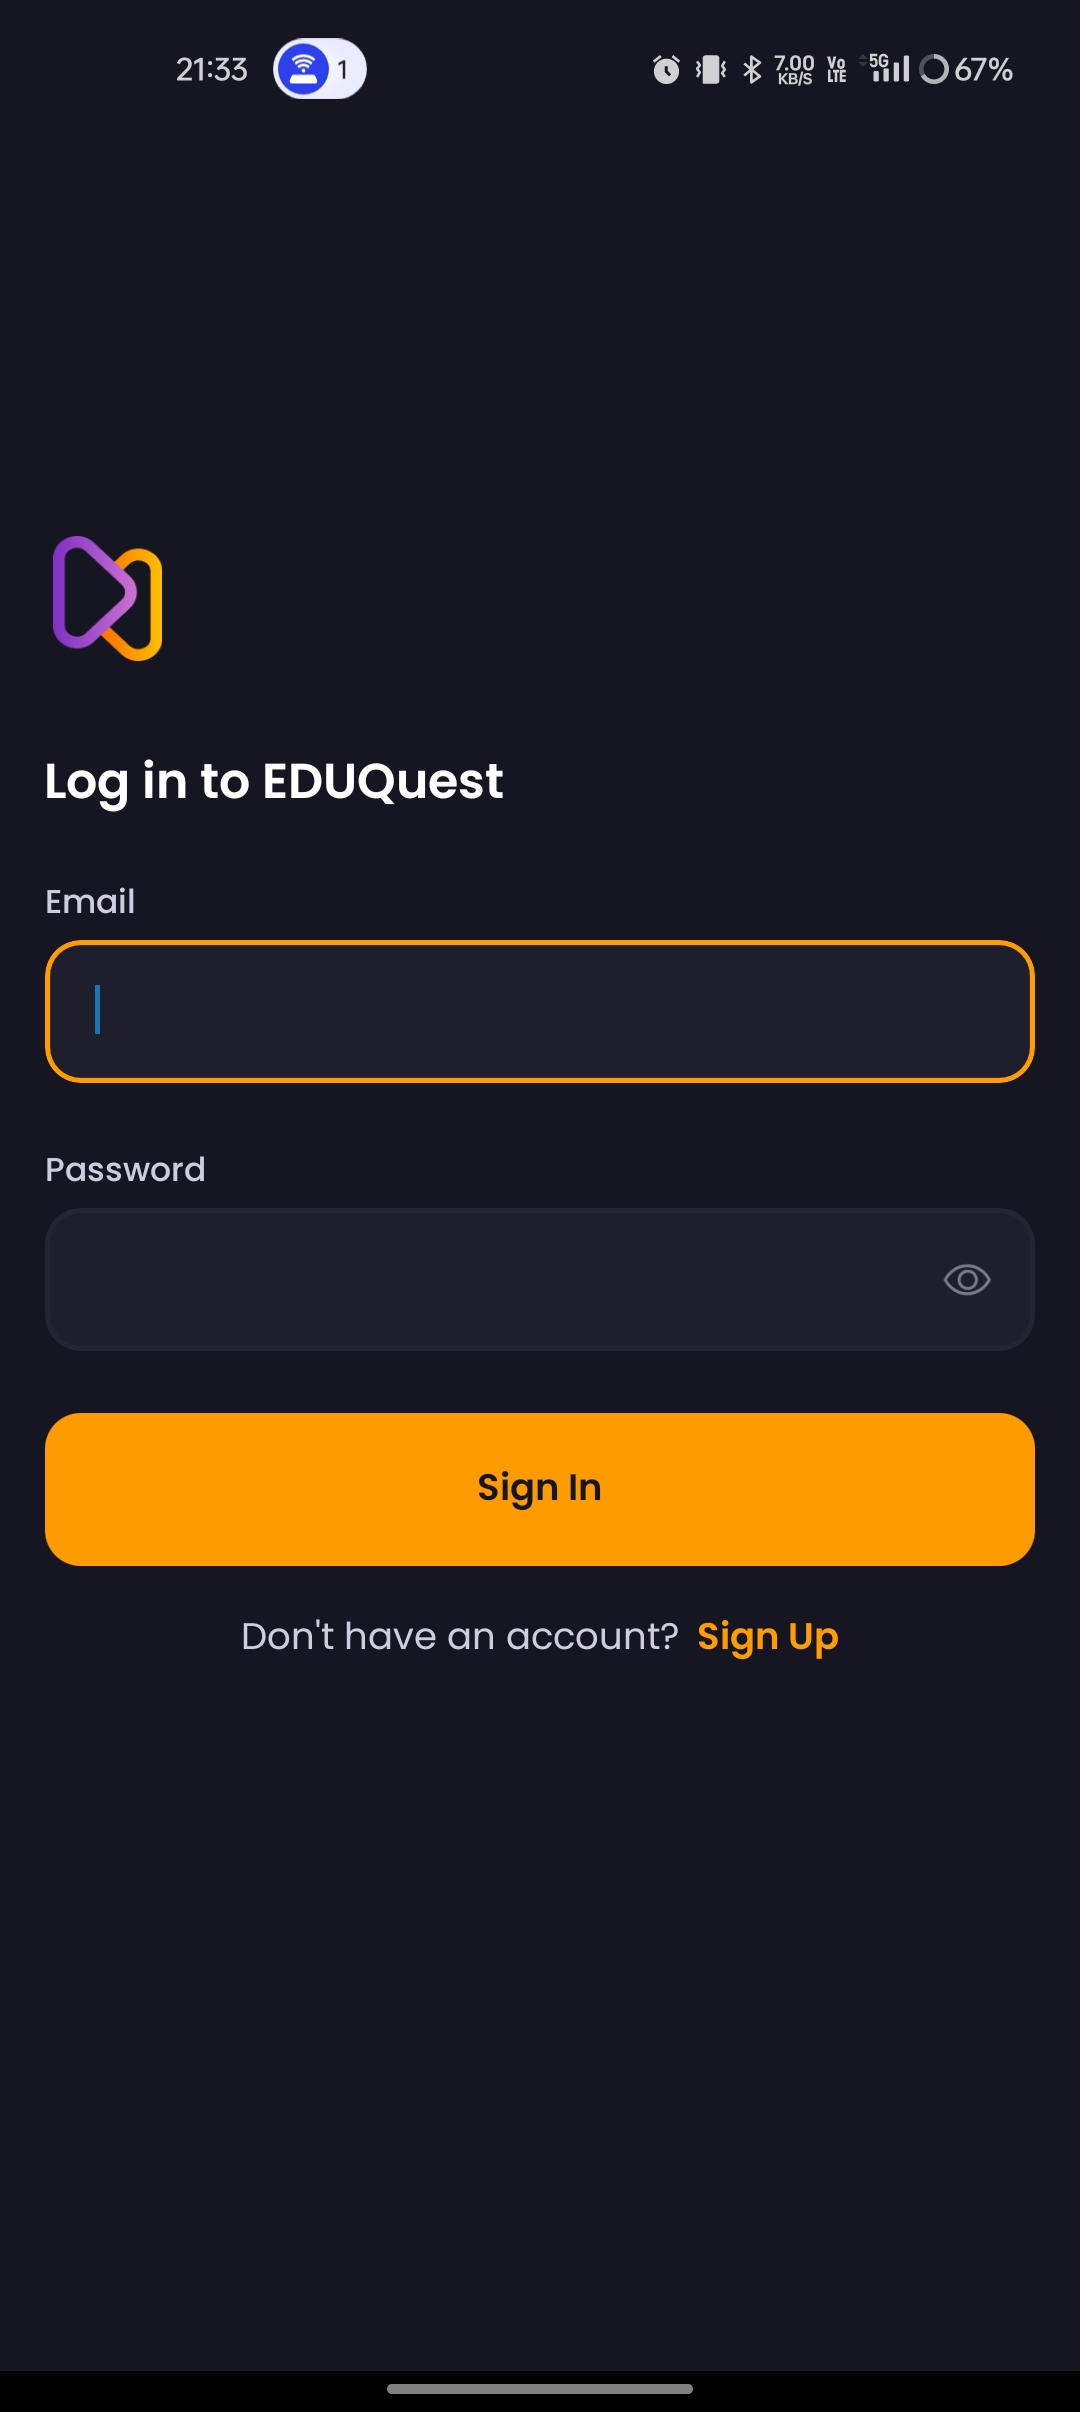 21:33
1
7.00 KB/S Vo LTE 5G 67%
Log in to EDUQuest
Email
Password
Sign In
Don't have an account? Sign Up